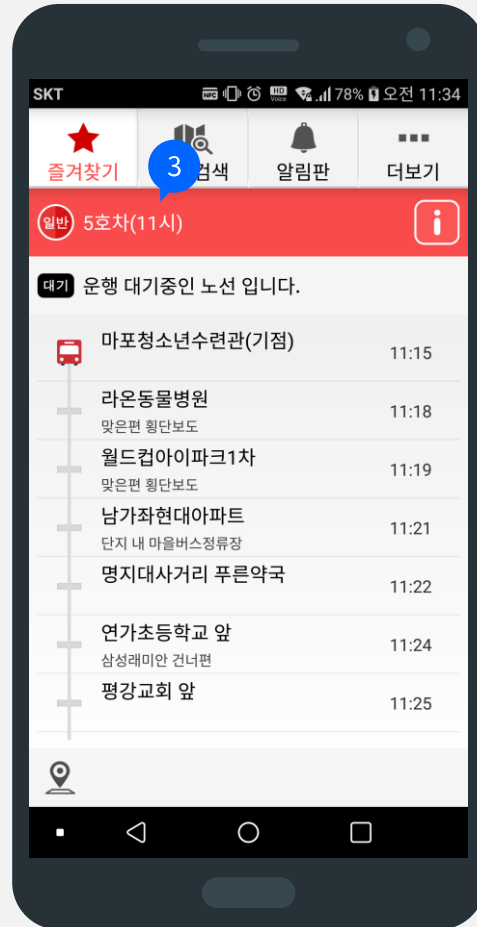 SKT NFC HD Voice 78% 오전 11:34
즐겨찾기 검색 알림판 더보기
3
일반 5호차(11시) i
대기 운행 대기중인 노선 입니다.
마포청소년수련관(기점) 11:15
라온동물병원 11:18
맞은편 횡단보도
월드컵아이파크1차 11:19
맞은편 횡단보도
남가좌현대아파트 11:21
단지 내 마을버스정류장
명지대사거리 푸른약국 11:22
연가초등학교 앞 11:24
삼성래미안 건너편
평강교회 앞 11:25